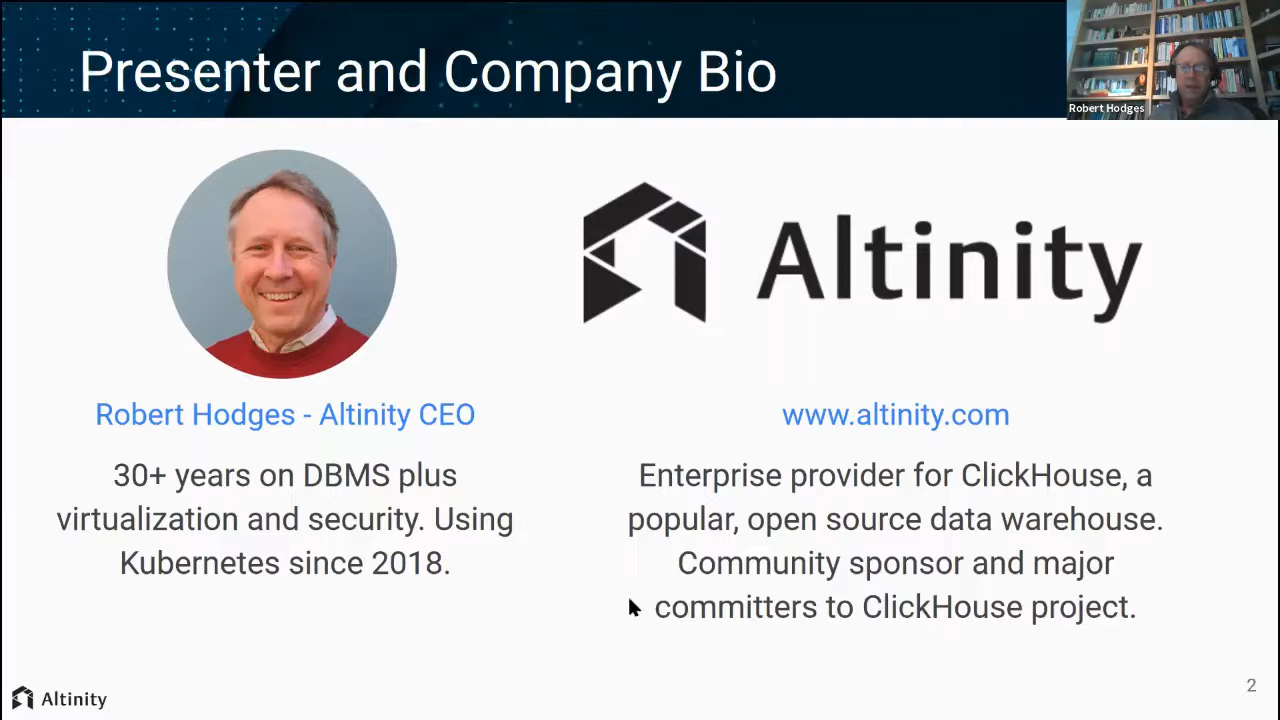 Presenter and Company Bio
Robert Hodges
Altinity
Robert Hodges - Altinity CEO
30+ years on DBMS plus
virtualization and security. Using
Kubernetes since 2018.
www.altinity.com
Enterprise provider for ClickHouse, a
popular, open source data warehouse.
Community sponsor and major
committers to ClickHouse project.
Altinity
2